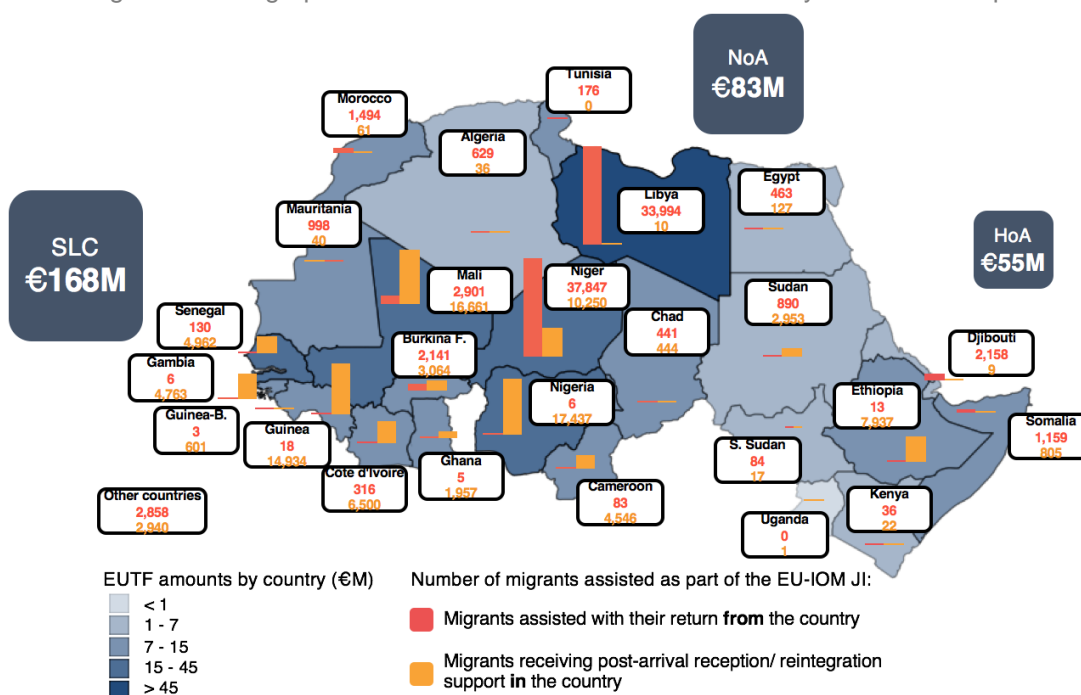 NoA
€83M
Tunisia
176
0
Morocco
1,494
61
Algeria
629
36
Libya
33,994
10
Egypt
463
127
SLC
€168M
Mauritania
998
40
HoA
€55M
Mali
2,901
16,661
Niger
37,847
10,250
Sudan
890
2,953
Senegal
130
4,962
Chad
441
444
Burkina F.
2,141
3,064
Djibouti
2,158
9
Gambia
6
4,763
Nigeria
6
17,437
Ethiopia
13
7,937
Guinea-B.
3
601
Guinea
18
14,934
Somalia
1,159
805
S. Sudan
84
17
Côte d'Ivoire
316
6,500
Ghana
5
1,957
Cameroon
83
4,546
Kenya
36
22
Other countries
2,858
2,940
Uganda
0
1
EUTF amounts by country (€M)
< 1
1 - 7
7 - 15
15 - 45
> 45
Number of migrants assisted as part of the EU-IOM JI:
Migrants assisted with their return from the country
Migrants receiving post-arrival reception/ reintegration
support in the country